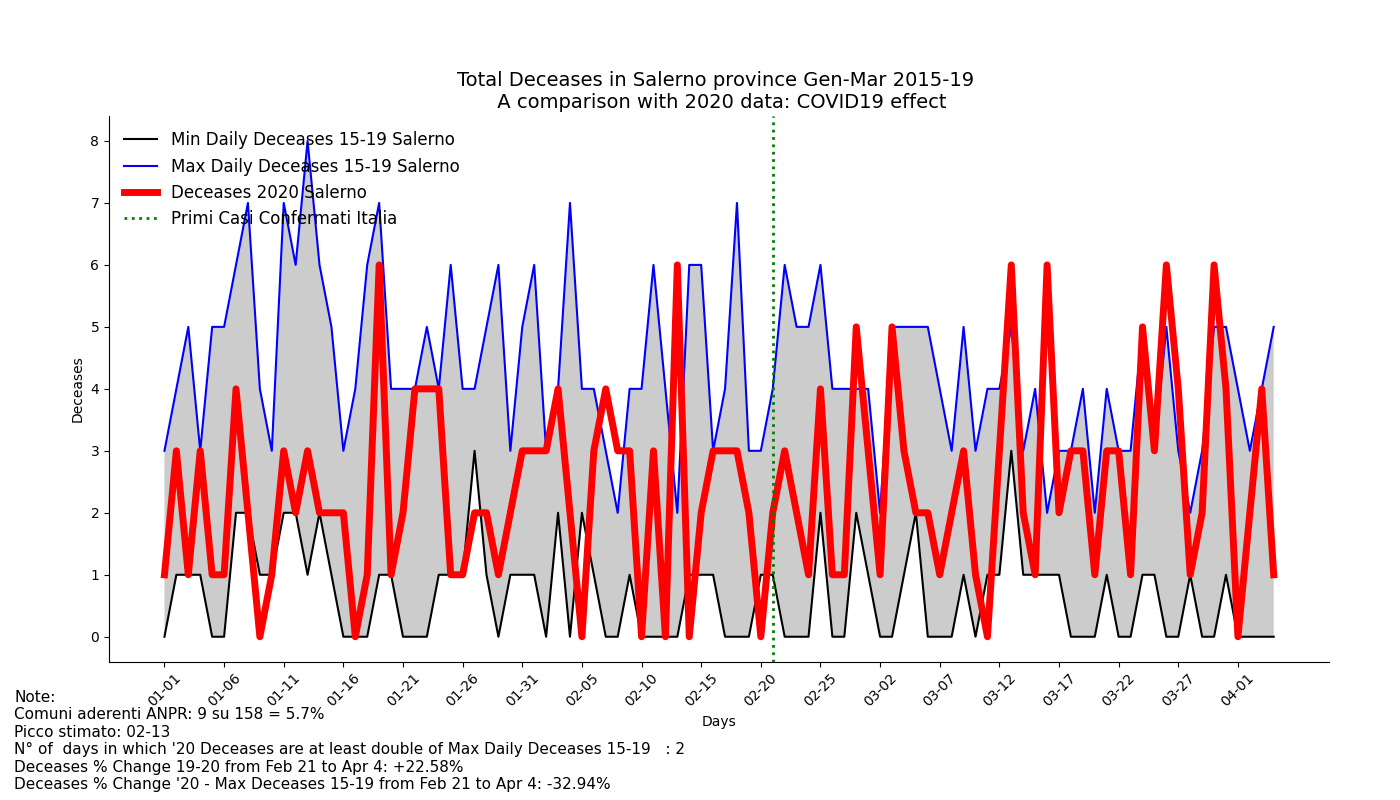 Total Deceases in Salerno province Gen-Mar 2015-19
A comparison with 2020 data: COVID19 effect
Min Daily Deceases 15-19 Salerno
Max Daily Deceases 15-19 Salerno
Deceases 2020 Salerno
Primi Casi Confermati Italia
Deceases
8
7
6
5
4
3
2
1
0
01-01 01-06 01-11 01-16 01-21 01-26 01-31 02-05 02-10 02-15 02-20 02-25 03-02 03-07 03-12 03-17 03-22 03-27 04-01
Days
Note:
Comuni aderenti ANPR: 9 su 158 = 5.7%
Picco stimato: 02-13
N° of  days in which '20 Deceases are at least double of Max Daily Deceases 15-19   : 2
Deceases % Change 19-20 from Feb 21 to Apr 4: +22.58%
Deceases % Change '20 - Max Deceases 15-19 from Feb 21 to Apr 4: -32.94%